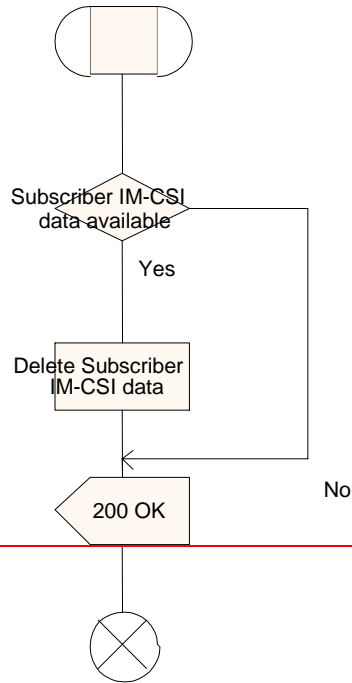 Subscriber IM-CSI
data available
Yes
Delete Subscriber
IM-CSI data
No
200 OK